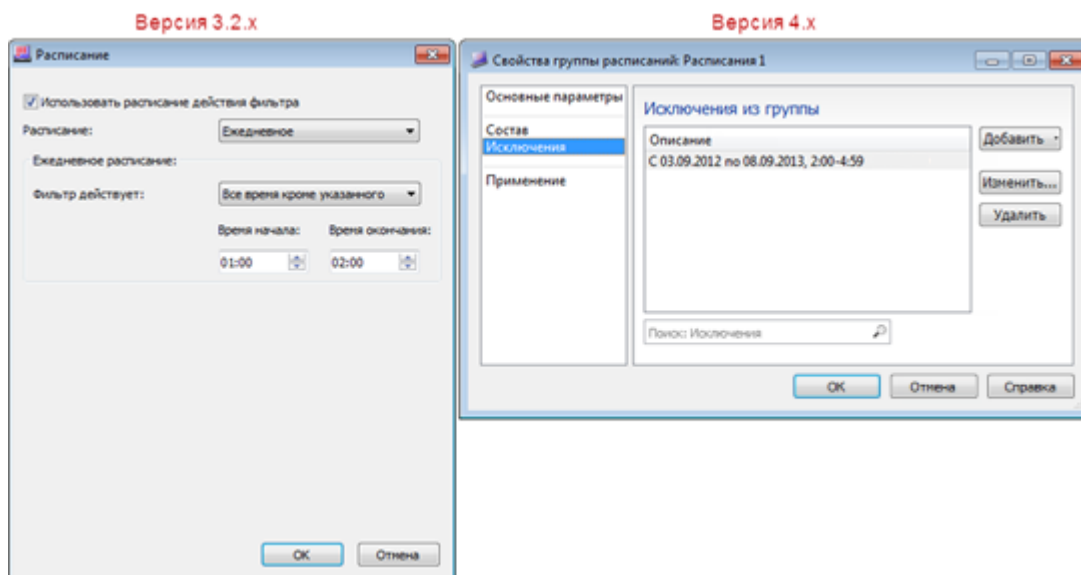 Версия 3.2.x
Расписание
Использовать расписание действия фильтра
Расписание: Ежедневное
Ежедневное расписание:
Фильтр действует: Все время кроме указанного
Время начала: Время окончания:
01:00 02:00
OK Отмена
Версия 4.x
Свойства группы расписаний: Расписания 1
Основные параметры
Состав
Исключения
Применение
Исключения из группы
Описание
С 03.09.2012 по 08.09.2013, 2:00-4:59
Добавить
Изменить...
Удалить
Поиск: Исключения
OK Отмена Справка